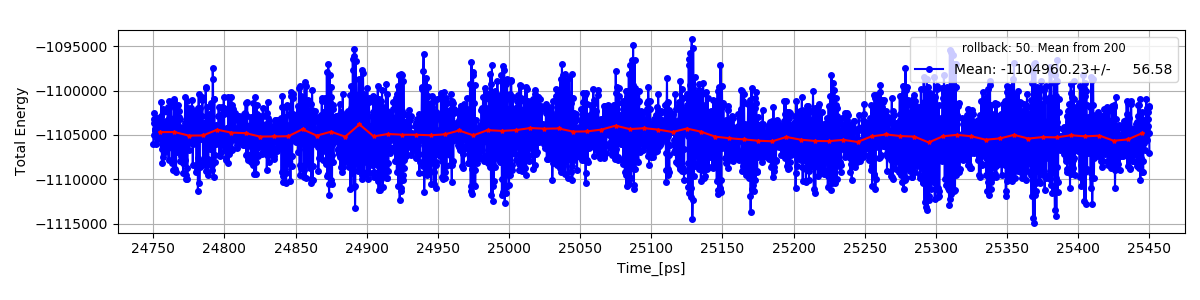 rollback: 50. Mean from 200
Mean: -1104960.23+/- 56.58
Total Energy
−1095000
−1100000
−1105000
−1110000
−1115000
24750 24800 24850 24900 24950 25000 25050 25100 25150 25200 25250 25300 25350 25400 25450
Time_[ps]